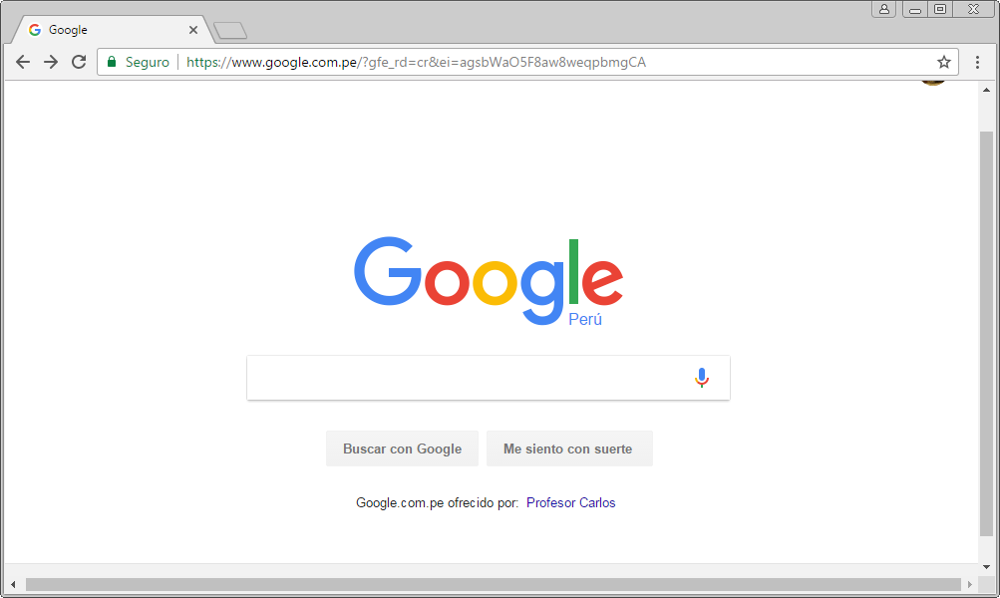 Google
Seguro https://www.google.com.pe/?gfe_rd=cr&ei=agsbWaO5F8aw8weqpbmgCA
Google
Perú
Buscar con Google Me siento con suerte
Google.com.pe ofrecido por: Profesor Carlos